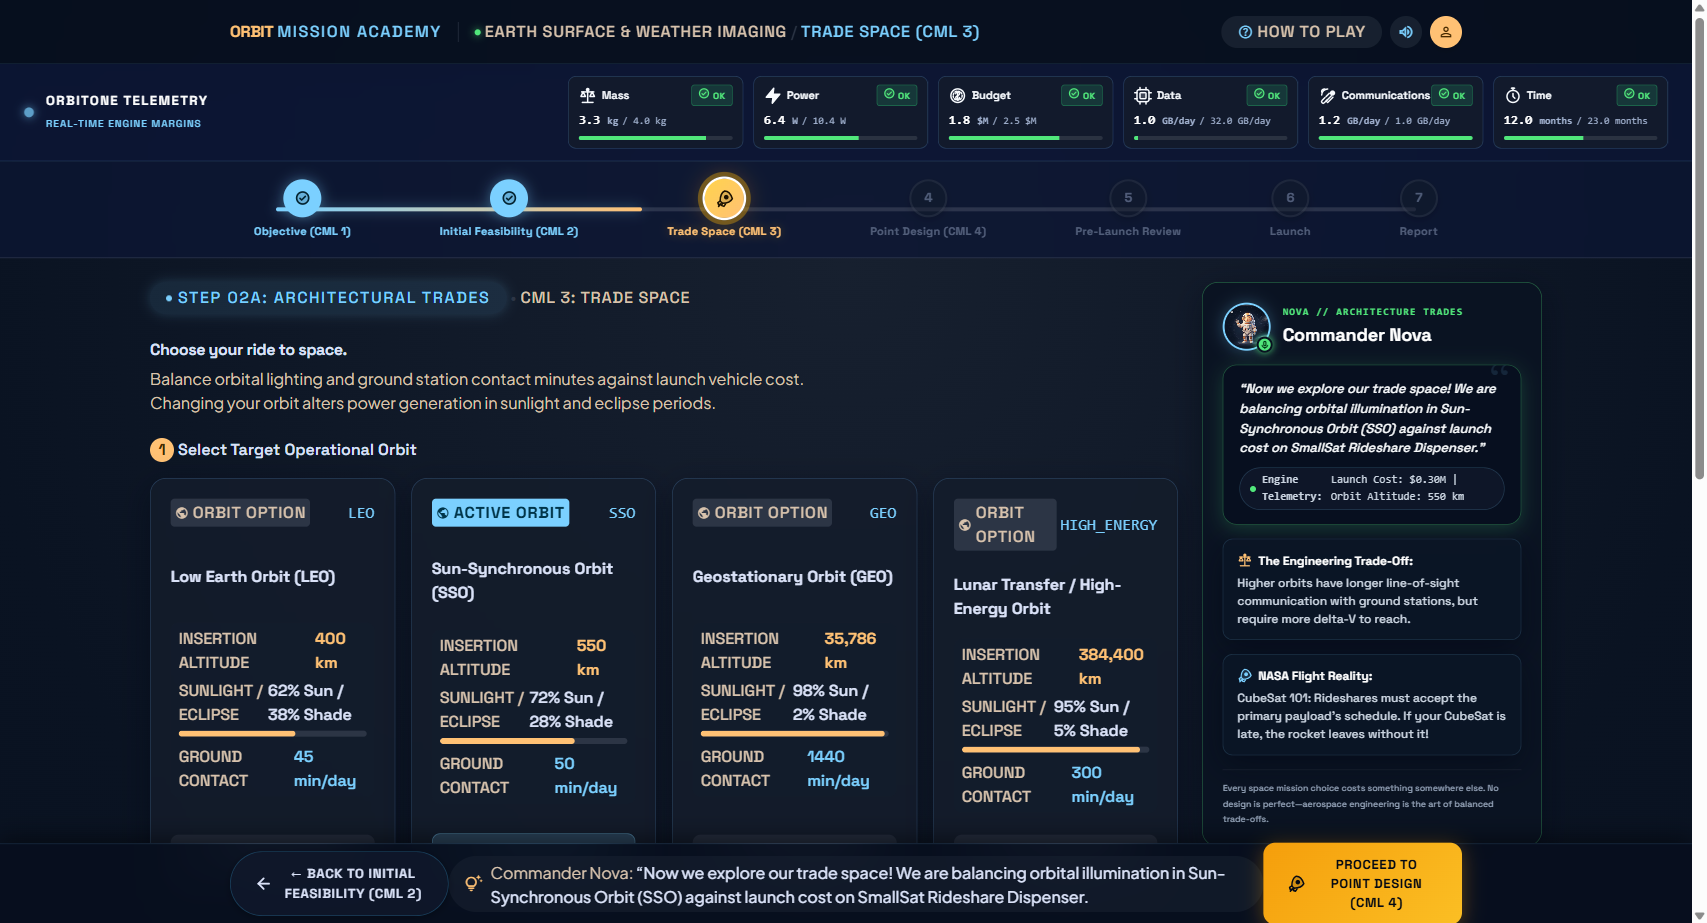 ORBIT MISSION ACADEMY
EARTH SURFACE & WEATHER IMAGING / TRADE SPACE (CML 3)
HOW TO PLAY
ORBITONE TELEMETRY
REAL-TIME ENGINE MARGINS
Mass OK
3.3 kg / 4.0 kg
Power OK
6.4 W / 10.4 W
Budget OK
1.8 $M / 2.5 $M
Data OK
1.0 GB/day / 32.0 GB/day
Communications OK
1.2 GB/day / 1.0 GB/day
Time OK
12.0 months / 23.0 months
Objective (CML 1)
Initial Feasibility (CML 2)
Trade Space (CML 3)
4
Point Design (CML 4)
5
Pre-Launch Review
6
Launch
7
Report
STEP 02A: ARCHITECTURAL TRADES
CML 3: TRADE SPACE
Choose your ride to space.
Balance orbital lighting and ground station contact minutes against launch vehicle cost.
Changing your orbit alters power generation in sunlight and eclipse periods.
1 Select Target Operational Orbit
ORBIT OPTION LEO
Low Earth Orbit (LEO)
INSERTION 400
ALTITUDE km
SUNLIGHT / 62% Sun /
ECLIPSE 38% Shade
GROUND 45
CONTACT min/day
ACTIVE ORBIT SSO
Sun-Synchronous Orbit
(SSO)
INSERTION 550
ALTITUDE km
SUNLIGHT / 72% Sun /
ECLIPSE 28% Shade
GROUND 50
CONTACT min/day
ORBIT OPTION GEO
Geostationary Orbit (GEO)
INSERTION 35,786
ALTITUDE km
SUNLIGHT / 98% Sun /
ECLIPSE 2% Shade
GROUND 1440
CONTACT min/day
ORBIT
OPTION HIGH_ENERGY
Lunar Transfer / High-
Energy Orbit
INSERTION 384,400
ALTITUDE km
SUNLIGHT / 95% Sun /
ECLIPSE 5% Shade
GROUND 300
CONTACT min/day
NOVA // ARCHITECTURE TRADES
Commander Nova
“Now we explore our trade space! We are
balancing orbital illumination in Sun-
Synchronous Orbit (SSO) against launch
cost on SmallSat Rideshare Dispenser.”
Engine Launch Cost: $0.30M |
Telemetry: Orbit Altitude: 550 km
The Engineering Trade-Off:
Higher orbits have longer line-of-sight
communication with ground stations, but
require more delta-V to reach.
NASA Flight Reality:
CubeSat 101: Rideshares must accept the
primary payload's schedule. If your CubeSat is
late, the rocket leaves without it!
Every space mission choice costs something somewhere else. No
design is perfect—aerospace engineering is the art of balanced
trade-offs.
← BACK TO INITIAL
FEASIBILITY (CML 2)
Commander Nova: “Now we explore our trade space! We are balancing orbital illumination in Sun-
Synchronous Orbit (SSO) against launch cost on SmallSat Rideshare Dispenser.
PROCEED TO
POINT DESIGN
(CML 4)